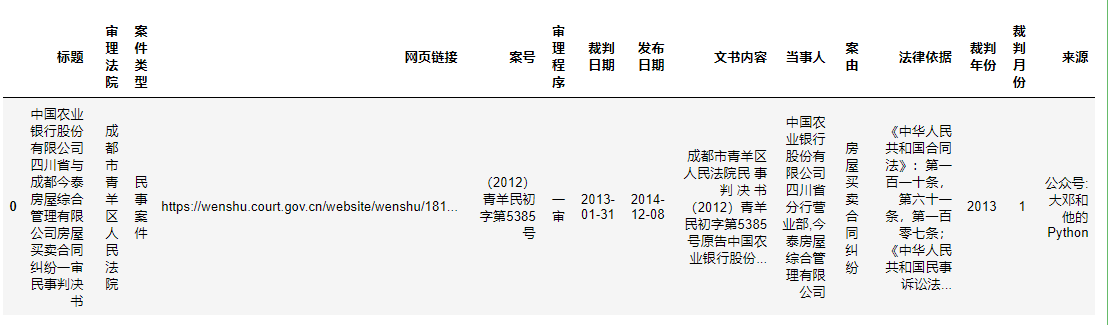 标题
审理法院
案件类型
网页链接
案号
审理程序
裁判
日期
发布
日期
文书内容
当事人
案由
法律依据
裁判
年份
裁判月份
来源
0
中国农业
银行股份
有限公司
四川省与
成都今泰
房屋综合
管理有限
公司房屋
买卖合同
纠纷一审
民事判决
书
成都市青羊区人民法院
民事案件
https://wenshu.court.gov.cn/website/wenshu/181...
（2012）
青羊民初
字第5385
号
一审
2013-
01-31
2014-
12-08
成都市青羊区
人民法院民 事
判 决 书
（2012）青羊
民初字第5385
号原告中国农
业银行股份...
中国农
业银行
股份有
限公司
四川省
分行营
业部,今
泰房屋
综合管
理有限
公司
房屋买卖合同纠纷
《中华人民
共和国合同
法》：第一
百一十条，
第六十一
条，第一百
零七条；
《中华人民
共和国民事
诉讼法...
2013
1
公众号:
大邓和
他的
Python